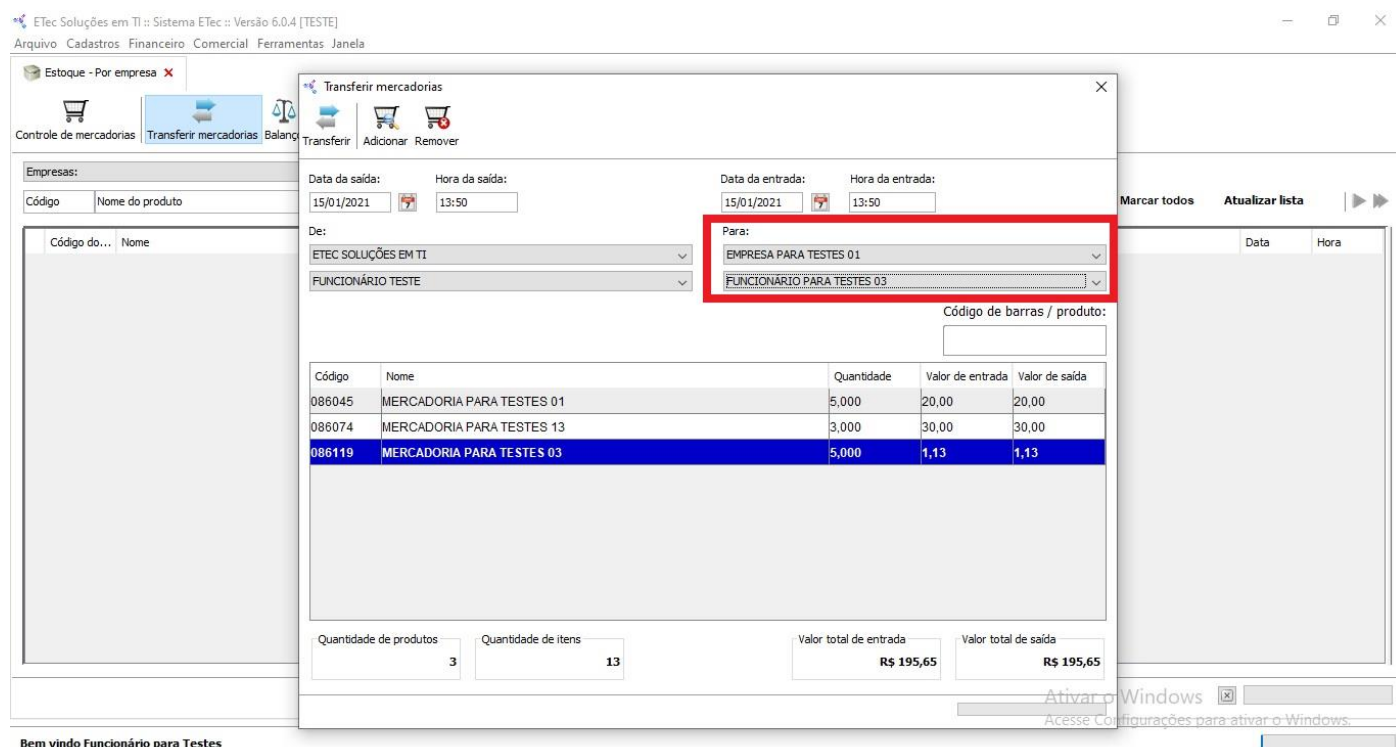 ETec Soluções em TI :: Sistema ETec :: Versão 6.0.4 [TESTE]
Arquivo Cadastros Financeiro Comercial Ferramentas Janela
Estoque - Por empresa
Controle de mercadorias Transferir mercadorias Balanç
Empresas:
Código Nome do produto
Marcar todos Atualizar lista
Código do... Nome Data Hora
Transferir mercadorias
Transferir Adicionar Remover
Data da saída: Hora da saída: Data da entrada: Hora da entrada:
15/01/2021 13:50 15/01/2021 13:50
De: Para:
ETEC SOLUÇÕES EM TI EMPRESA PARA TESTES 01
FUNCIONÁRIO TESTE FUNCIONÁRIO PARA TESTES 03
Código de barras / produto:
Código Nome Quantidade Valor de entrada Valor de saída
086045 MERCADORIA PARA TESTES 01 5,000 20,00 20,00
086074 MERCADORIA PARA TESTES 13 3,000 30,00 30,00
086119 MERCADORIA PARA TESTES 03 5,000 1,13 1,13
Quantidade de produtos Quantidade de itens Valor total de entrada Valor total de saída
3 13 R$ 195,65 R$ 195,65
Ativar o Windows
Acesse Configurações para ativar o Windows.
Bem vindo Funcionário para Testes